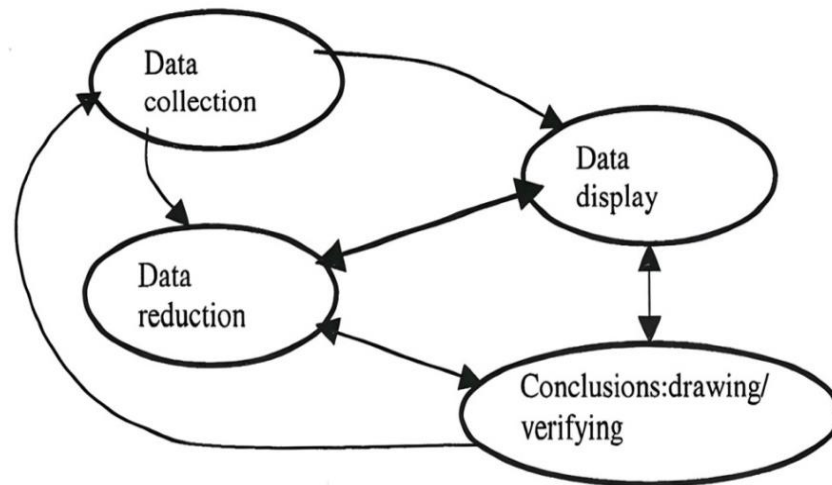 Data
collection
Data
display
Data
reduction
Conclusions:drawing/
verifying